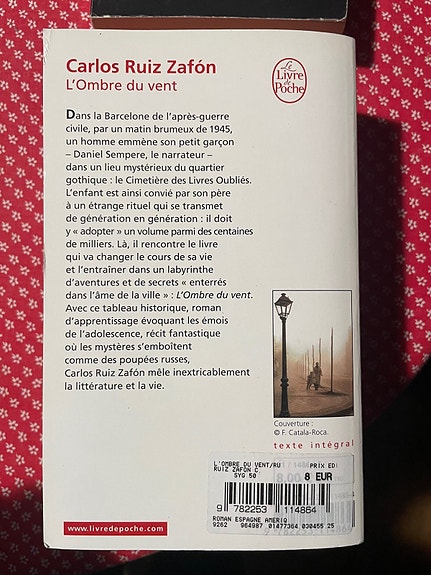 Carlos Ruiz Zafón
L'Ombre du vent
Le
Livre
de
Poche
Dans la Barcelone de l'après-guerre
civile, par un matin brumeux de 1945,
un homme emmène son petit garçon
– Daniel Sempere, le narrateur –
dans un lieu mystérieux du quartier
gothique : le Cimetière des Livres Oubliés.
L'enfant est ainsi convié par son père
à un étrange rituel qui se transmet
de génération en génération : il doit
y « adopter » un volume parmi des centaines
de milliers. Là, il rencontre le livre
qui va changer le cours de sa vie
et l'entraîner dans un labyrinthe
d'aventures et de secrets « enterrés
dans l'âme de la ville » : L'Ombre du vent.
Avec ce tableau historique, roman
d'apprentissage évoquant les émois
de l'adolescence, récit fantastique
où les mystères s'emboîtent
comme des poupées russes,
Carlos Ruiz Zafón mêle inextricablement
la littérature et la vie.
Couverture :
© F. Catala-Roca.
texte intégral
L'OMBRE DU VENT/RU PRIX EDI
RUIZ ZAFON C.
SYG 50
8 EUR
9 782253 114864
ROMAN ESPAGNE AMERIQ
9262 964987 01477364 030455 25
www.livredepoche.com